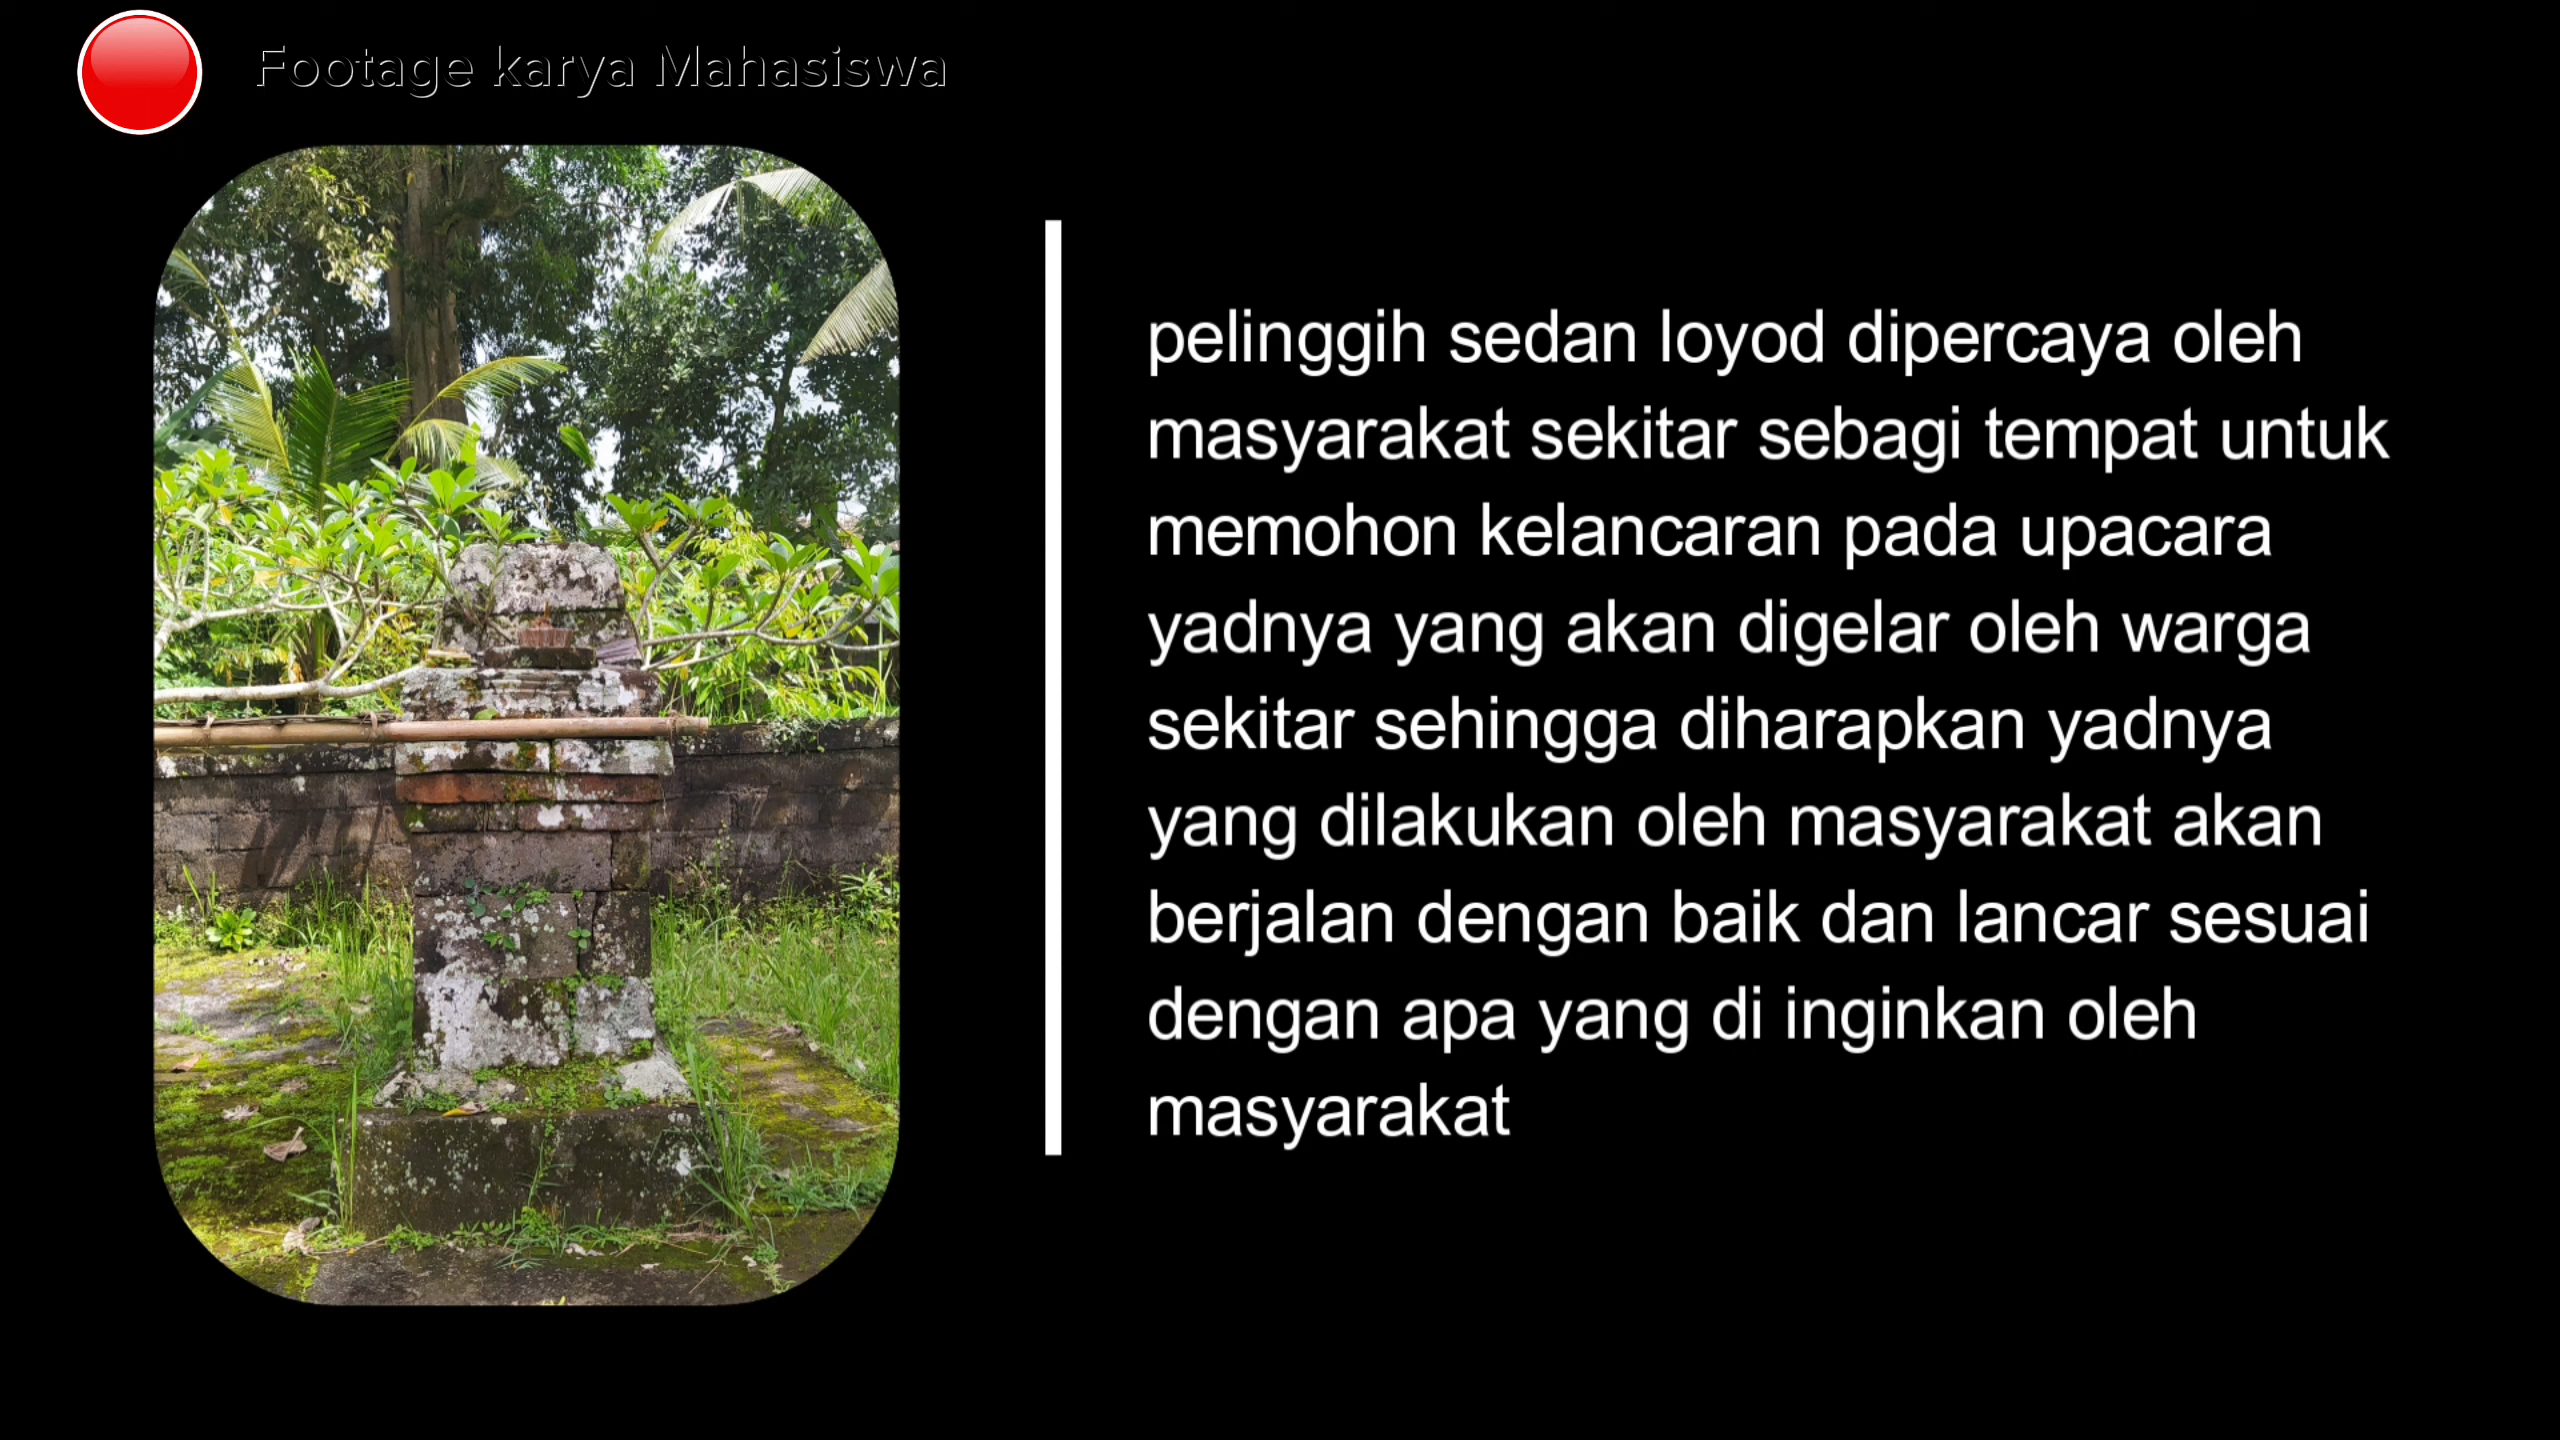 Footage karya Mahasiswa
pelinggih sedan loyod dipercaya oleh
masyarakat sekitar sebagi tempat untuk
memohon kelancaran pada upacara
yadnya yang akan digelar oleh warga
sekitar sehingga diharapkan yadnya
yang dilakukan oleh masyarakat akan
berjalan dengan baik dan lancar sesuai
dengan apa yang di inginkan oleh
masyarakat